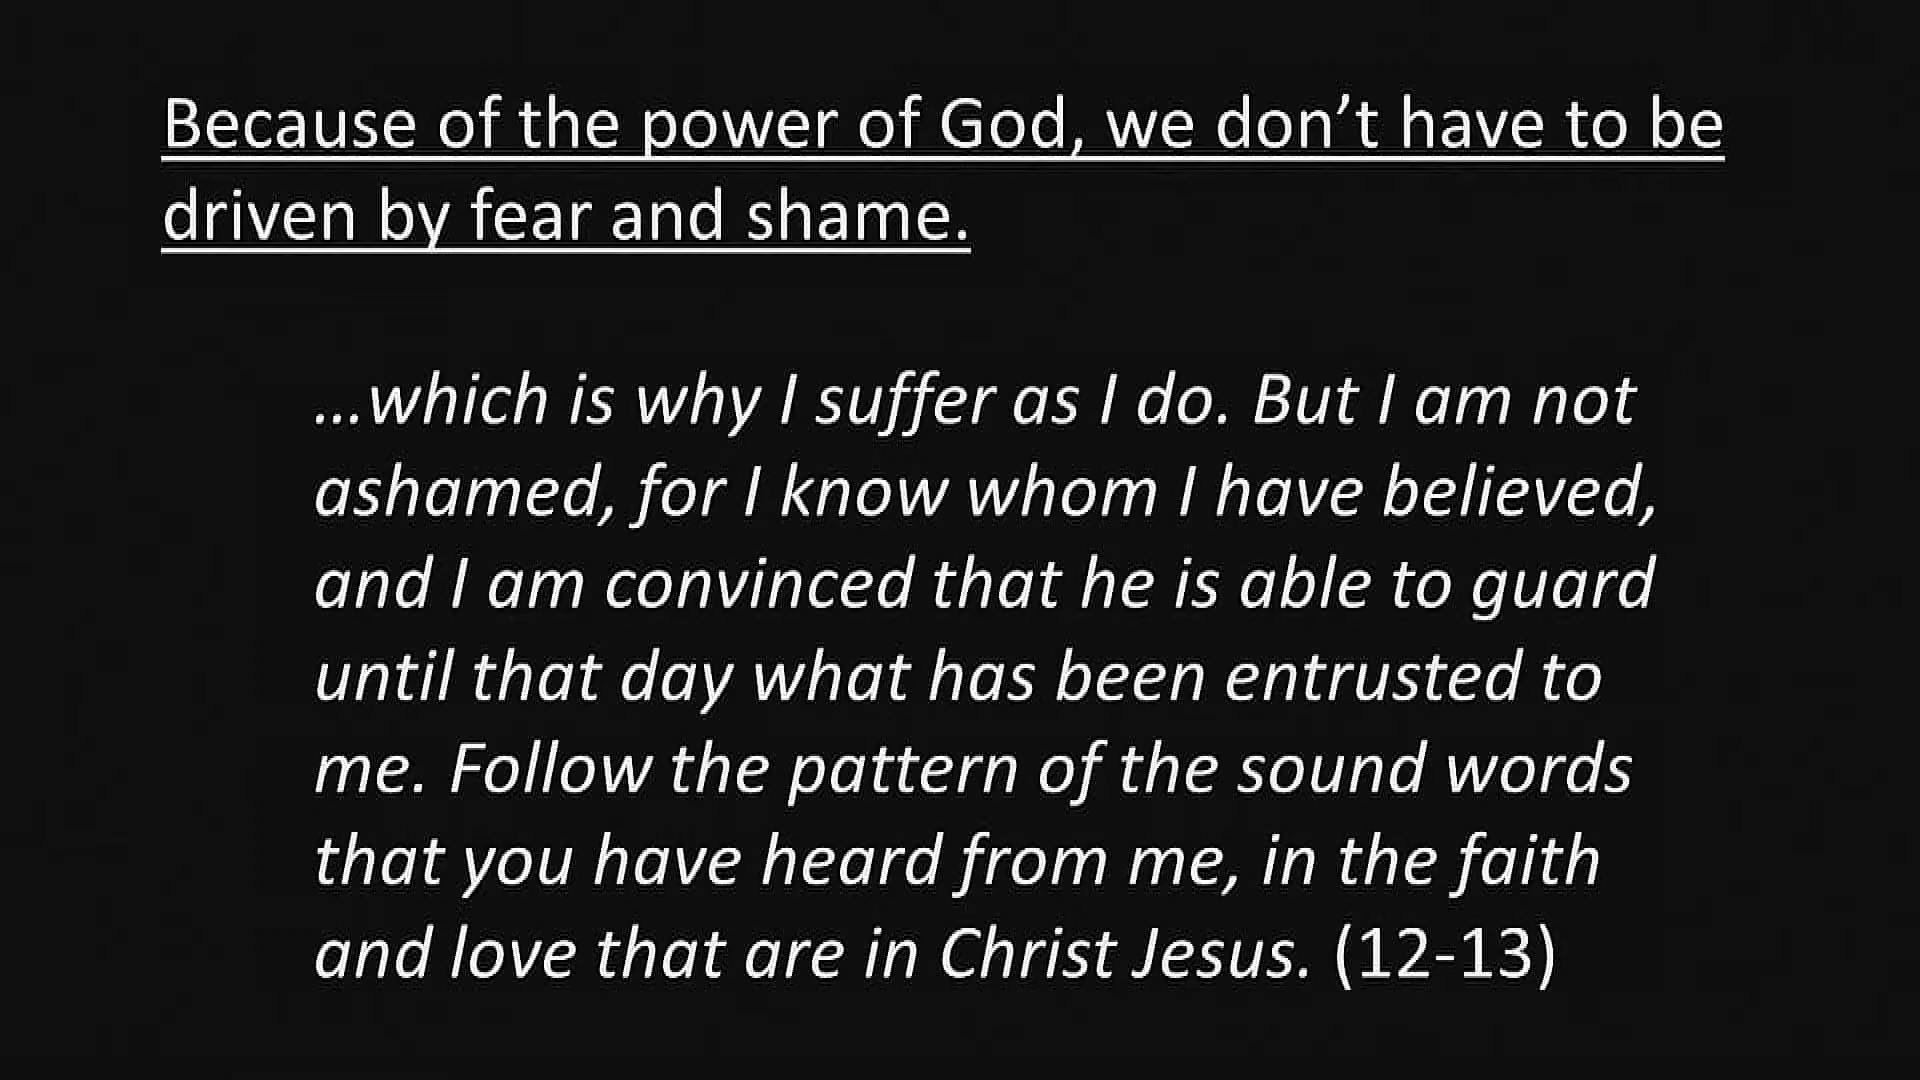 Because of the power of God, we don’t have to be
driven by fear and shame.
...which is why I suffer as I do. But I am not
ashamed, for I know whom I have believed,
and I am convinced that he is able to guard
until that day what has been entrusted to
me. Follow the pattern of the sound words
that you have heard from me, in the faith
and love that are in Christ Jesus. (12-13)